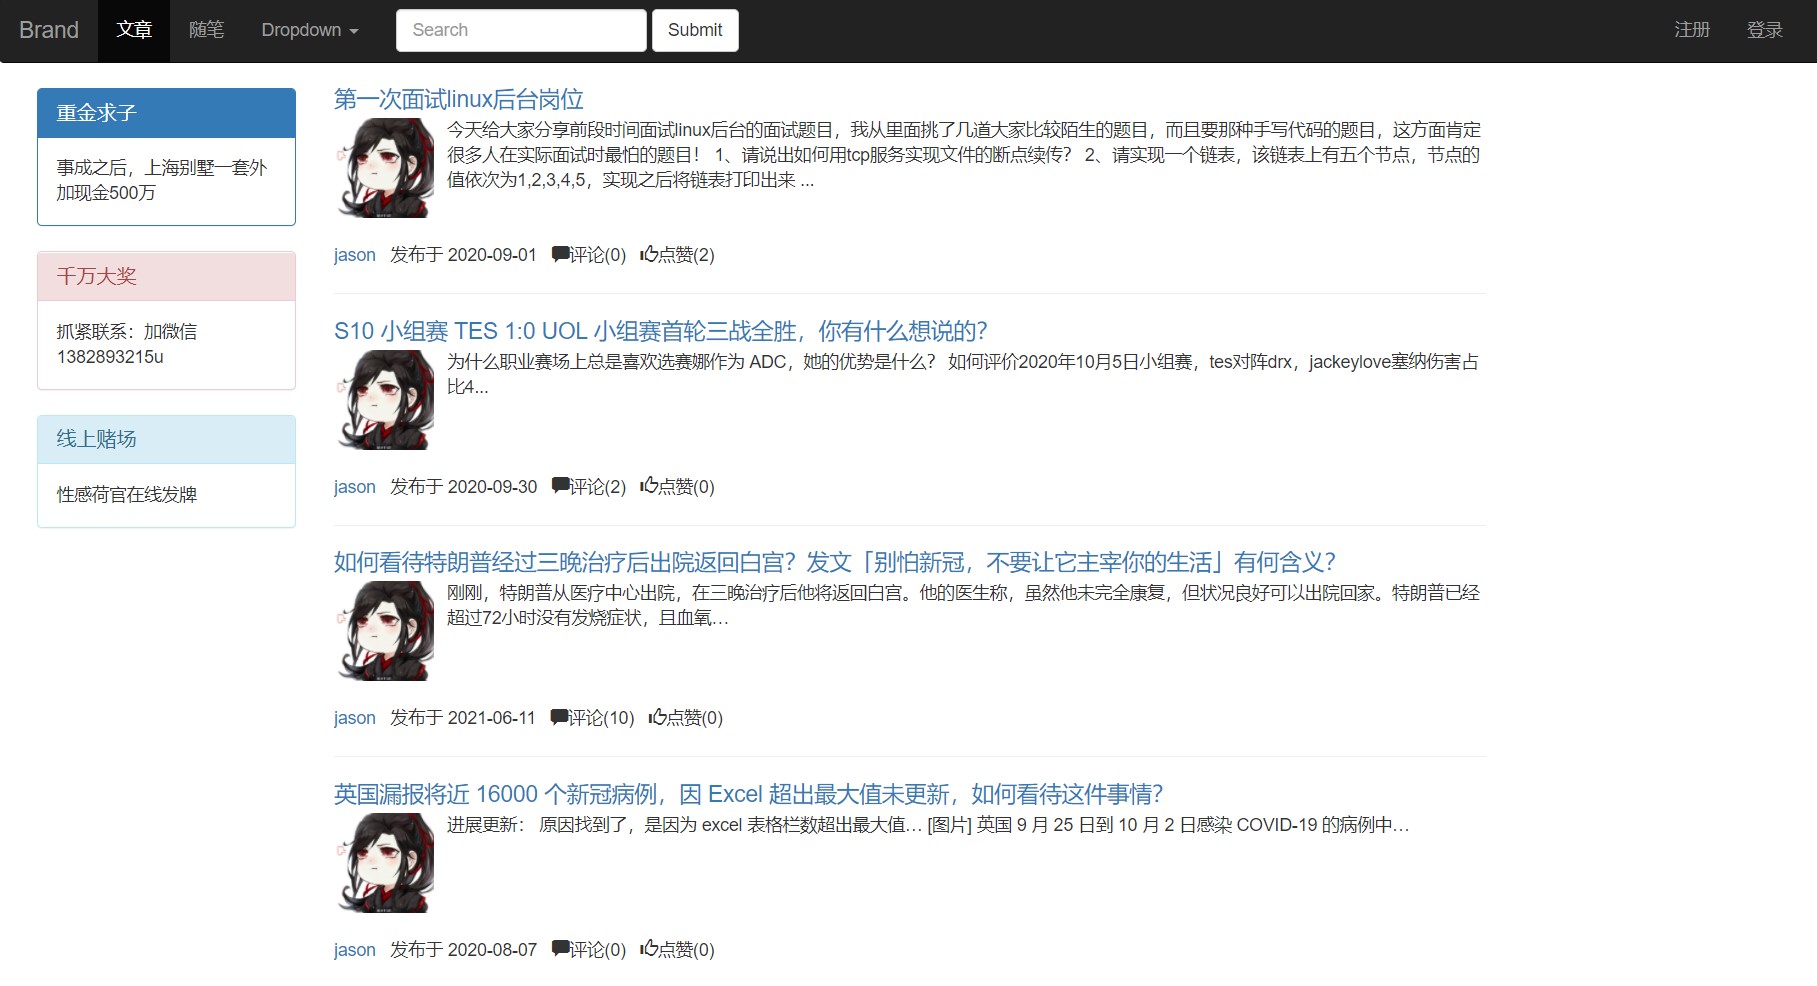 Brand 文章 随笔 Dropdown Search Submit 注册 登录
重金求子
事成之后，上海别墅一套外
加现金500万
千万大奖
抓紧联系：加微信
1382893215u
线上赌场
性感荷官在线发牌
第一次面试linux后台岗位
今天给大家分享前段时间面试linux后台的面试题目，我从里面挑了几道大家比较陌生的题目，而且要那种手写代码的题目，这方面肯定
很多人在实际面试时最怕的题目！ 1、请说出如何用tcp服务实现文件的断点续传？ 2、请实现一个链表，该链表上有五个节点，节点的
值依次为1,2,3,4,5，实现之后将链表打印出来 ...
jason 发布于 2020-09-01 评论(0) 点赞(2)
S10 小组赛 TES 1:0 UOL 小组赛首轮三战全胜，你有什么想说的？
为什么职业赛场上总是喜欢选赛娜作为 ADC，她的优势是什么？ 如何评价2020年10月5日小组赛，tes对阵drx，jackeylove塞纳伤害占
比4...
jason 发布于 2020-09-30 评论(2) 点赞(0)
如何看待特朗普经过三晚治疗后出院返回白宫？发文「别怕新冠，不要让它主宰你的生活」有何含义？
刚刚，特朗普从医疗中心出院，在三晚治疗后他将返回白宫。他的医生称，虽然他未完全康复，但状况良好可以出院回家。特朗普已经
超过72小时没有发烧症状，且血氧…
jason 发布于 2021-06-11 评论(10) 点赞(0)
英国漏报将近 16000 个新冠病例，因 Excel 超出最大值未更新，如何看待这件事情？
进展更新： 原因找到了，是因为 excel 表格栏数超出最大值… [图片] 英国 9 月 25 日到 10 月 2 日感染 COVID-19 的病例中…
jason 发布于 2020-08-07 评论(0) 点赞(0)